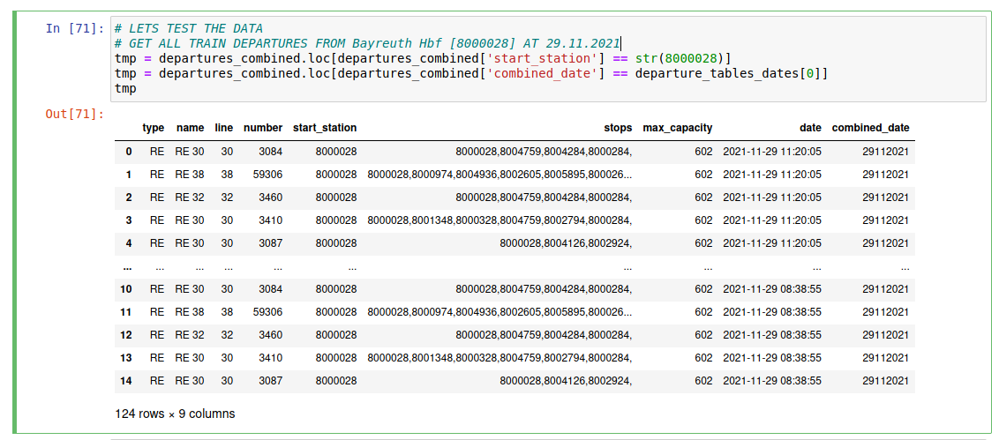 In [71]:
# LETS TEST THE DATA
# GET ALL TRAIN DEPARTURES FROM Bayreuth Hbf [8000028] AT 29.11.2021
tmp = departures_combined.loc[departures_combined['start_station'] == str(8000028)]
tmp = departures_combined.loc[departures_combined['combined_date'] == departure_tables_dates[0]]
tmp
Out[71]:
type name line number start_station stops max_capacity date combined_date
0 RE RE 30 30 3084 8000028 8000028,8004759,8004284,8000284, 602 2021-11-29 11:20:05 29112021
1 RE RE 38 38 59306 8000028 8000028,8000974,8004936,8002605,8005895,800026... 602 2021-11-29 11:20:05 29112021
2 RE RE 32 32 3460 8000028 8000028,8004759,8004284,8000284, 602 2021-11-29 11:20:05 29112021
3 RE RE 30 30 3410 8000028 8000028,8001348,8000328,8004759,8002794,8000284, 602 2021-11-29 11:20:05 29112021
4 RE RE 30 30 3087 8000028 8000028,8004126,8002924, 602 2021-11-29 11:20:05 29112021
... ... ... ... ... ... ... ... ... ...
10 RE RE 30 30 3084 8000028 8000028,8004759,8004284,8000284, 602 2021-11-29 08:38:55 29112021
11 RE RE 38 38 59306 8000028 8000028,8000974,8004936,8002605,8005895,800026... 602 2021-11-29 08:38:55 29112021
12 RE RE 32 32 3460 8000028 8000028,8004759,8004284,8000284, 602 2021-11-29 08:38:55 29112021
13 RE RE 30 30 3410 8000028 8000028,8001348,8000328,8004759,8002794,8000284, 602 2021-11-29 08:38:55 29112021
14 RE RE 30 30 3087 8000028 8000028,8004126,8002924, 602 2021-11-29 08:38:55 29112021
124 rows × 9 columns